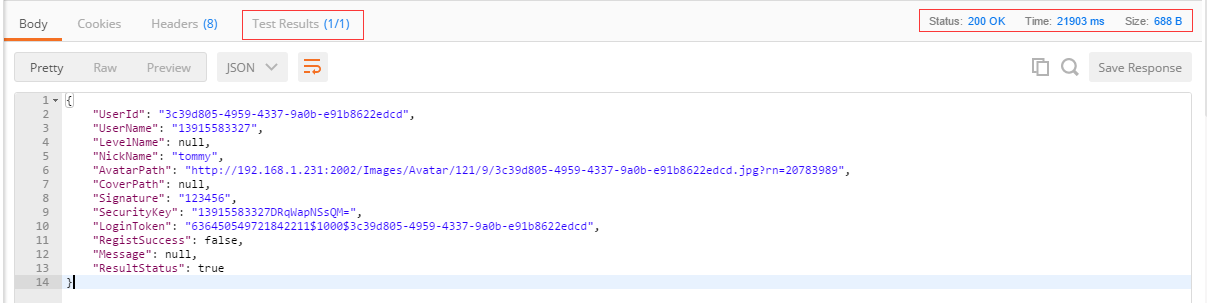 Body Cookies Headers (8) Test Results (1/1) Status: 200 OK Time: 21903 ms Size: 688 B
Pretty Raw Preview JSON Save Response
1 {
2 "UserId": "3c39d805-4959-4337-9a0b-e91b8622edcd",
3 "UserName": "13915583327",
4 "LevelName": null,
5 "NickName": "tommy",
6 "AvatarPath": "http://192.168.1.231:2002/Images/Avatar/121/9/3c39d805-4959-4337-9a0b-e91b8622edcd.jpg?rn=20783989",
7 "CoverPath": null,
8 "Signature": "123456",
9 "SecurityKey": "13915583327DRqWapNSsQM=",
10 "LoginToken": "636450549721842211$1000$3c39d805-4959-4337-9a0b-e91b8622edcd",
11 "RegistSuccess": false,
12 "Message": null,
13 "ResultStatus": true
14 }